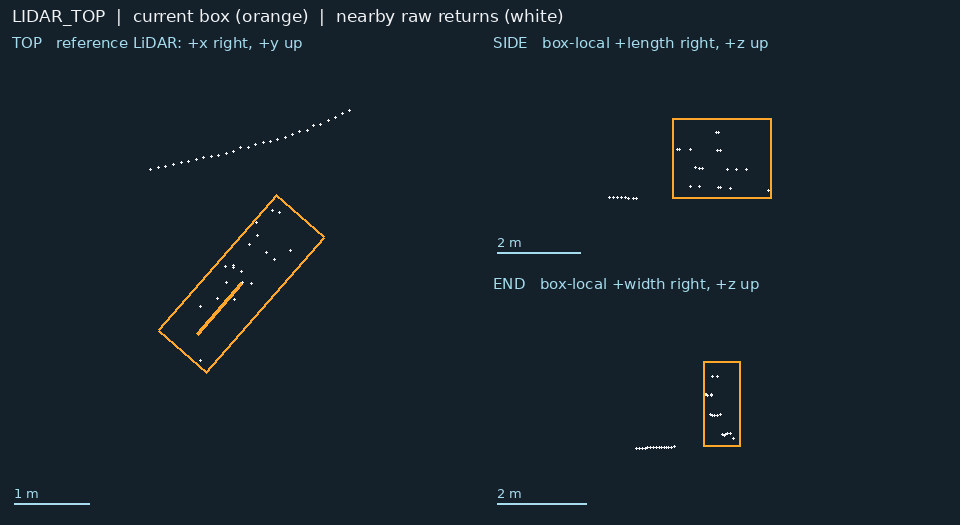 LIDAR_TOP | current box (orange) | nearby raw returns (white)
TOP reference LiDAR: +x right, +y up
SIDE box-local +length right, +z up
2 m
END box-local +width right, +z up
1 m
2 m